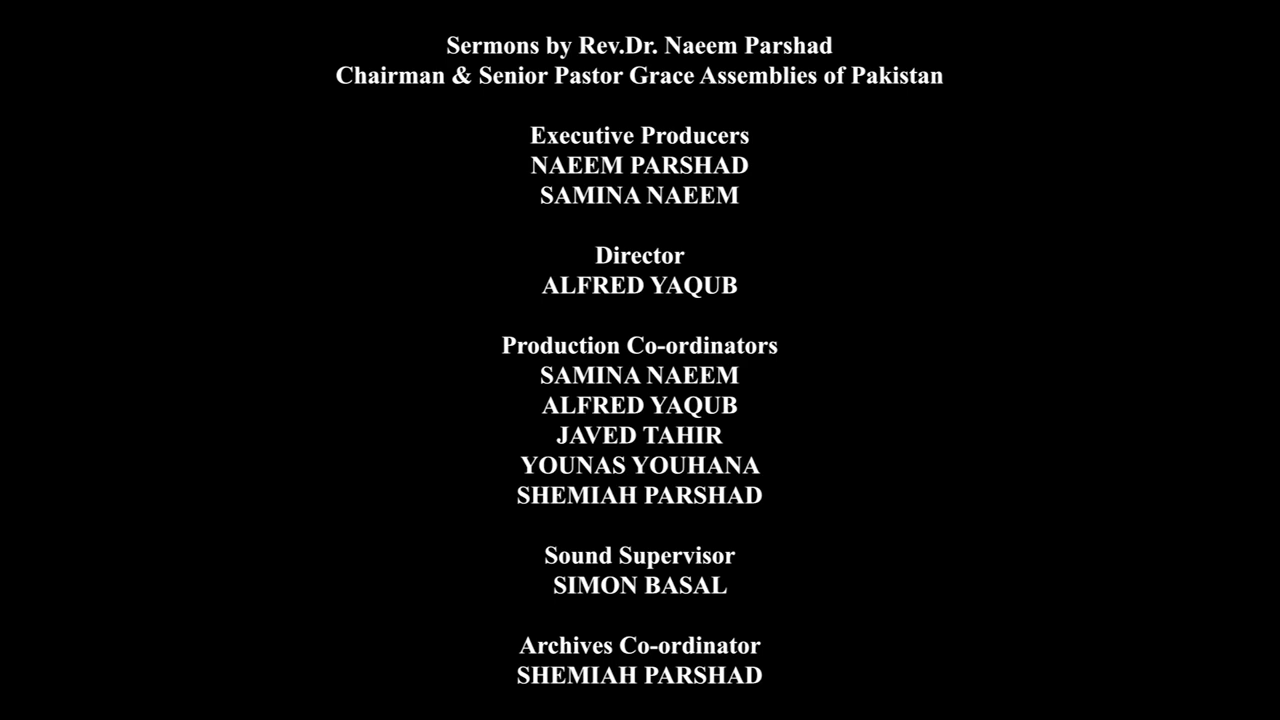 Sermons by Rev.Dr. Naeem Parshad
Chairman & Senior Pastor Grace Assemblies of Pakistan
Executive Producers
NAEEM PARSHAD
SAMINA NAEEM
Director
ALFRED YAQUB
Production Co-ordinators
SAMINA NAEEM
ALFRED YAQUB
JAVED TAHIR
YOUNAS YOUHANA
SHEMIAH PARSHAD
Sound Supervisor
SIMON BASAL
Archives Co-ordinator
SHEMIAH PARSHAD